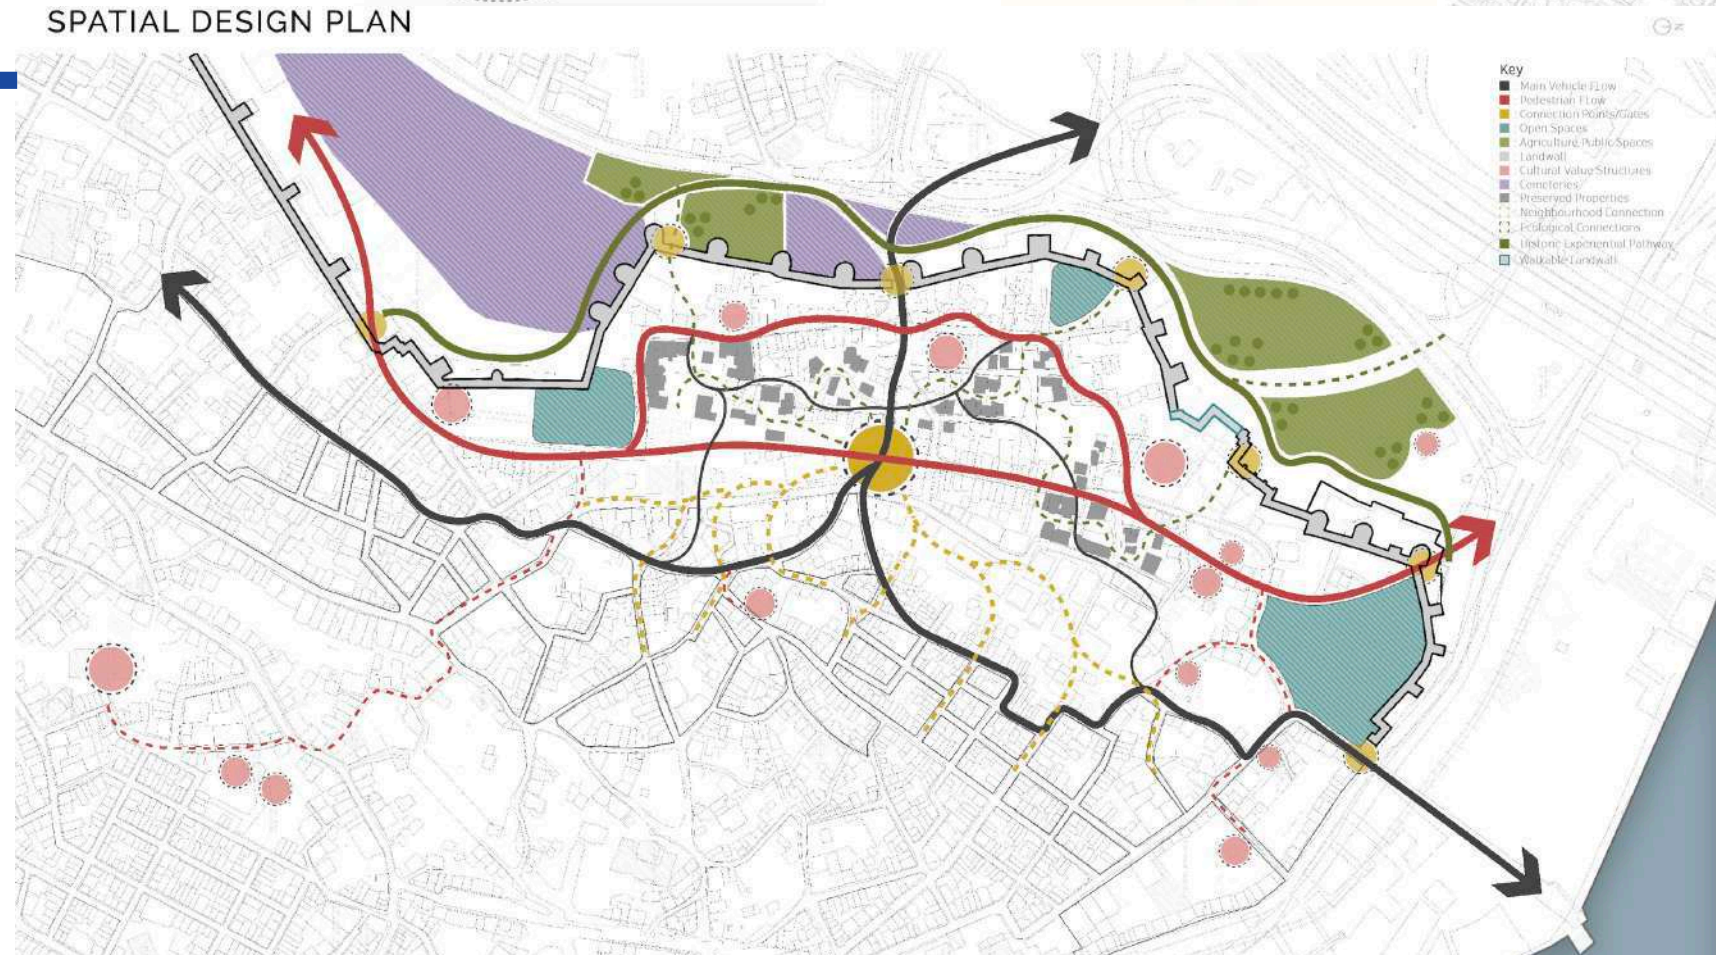 SPATIAL DESIGN PLAN
Key
Main Vehicle Flow
Pedestrian Flow
Connection Points/Gates
Open Spaces
Agriculture, Public Spaces
Landwall
Cultural Value Structures
Cemeteries
Preserved Properties
Neighbourhood Connection
Ecological Connections
Historic Experiential Pathway
Walkable Landwall